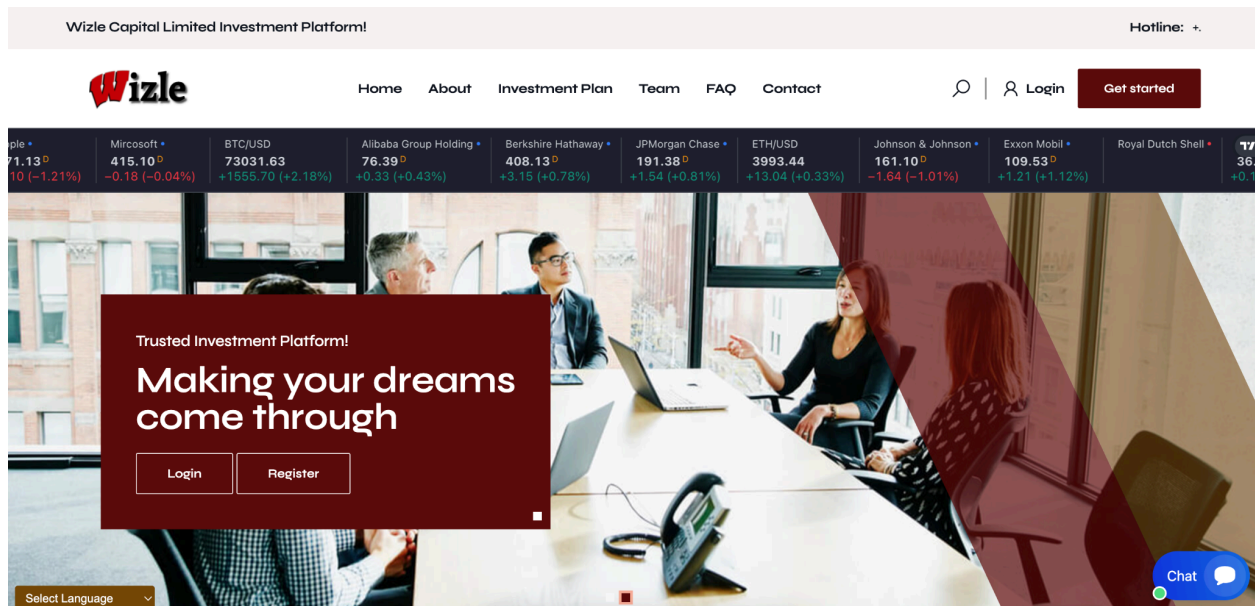 Wizle Capital Limited Investment Platform!
Hotline: +.
Wizle
Home About Investment Plan Team FAQ Contact
Login
Get started
Mircosoft BTC/USD Alibaba Group Holding Berkshire Hathaway JPMorgan Chase ETH/USD Johnson & Johnson Exxon Mobil Royal Dutch Shell
71.13 D 415.10 D 73031.63 76.39 D 408.13 D 191.38 D 3993.44 161.10 D 109.53 D
10 (−1.21%) −0.18 (−0.04%) +1555.70 (+2.18%) +0.33 (+0.43%) +3.15 (+0.78%) +1.54 (+0.81%) +13.04 (+0.33%) −1.64 (−1.01%) +1.21 (+1.12%)
Trusted Investment Platform!
Making your dreams
come through
Login Register
Chat
Select Language